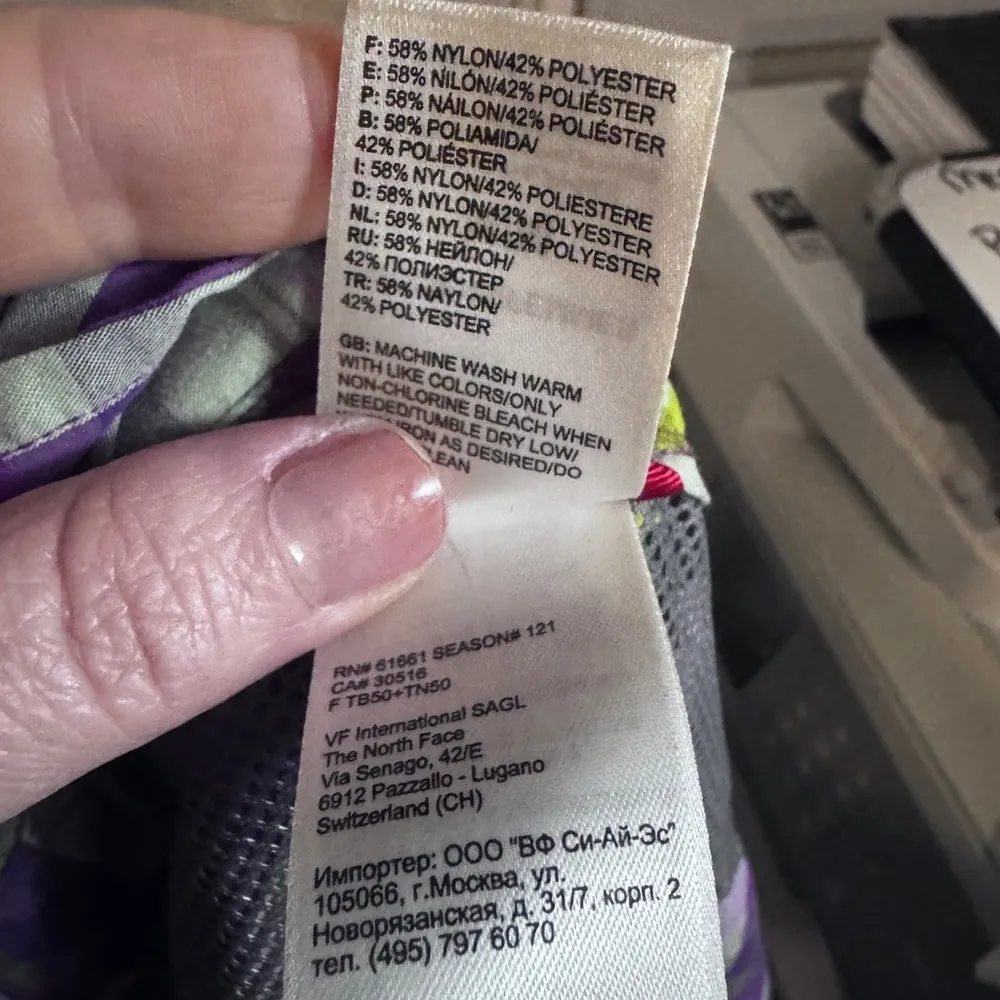 F: 58% NYLON/42% POLYESTER
E: 58% NILÓN/42% POLIÉSTER
P: 58% NÁILON/42% POLIÉSTER
B: 58% POLIAMIDA/
42% POLIÉSTER
I: 58% NYLON/42% POLIESTERE
D: 58% NYLON/42% POLYESTER
NL: 58% NYLON/42% POLYESTER
RU: 58% НЕЙЛОН/
42% ПОЛИЭСТЕР
TR: 58% NAYLON/
42% POLYESTER
GB: MACHINE WASH WARM
WITH LIKE COLORS/ONLY
NON-CHLORINE BLEACH WHEN
NEEDED/TUMBLE DRY LOW/
IRON AS DESIRED/DO
RN# 61661 SEASON# 121
CA# 30516
F TB50+TN50
VF International SAGL
The North Face
Via Senago, 42/E
6912 Pazzallo - Lugano
Switzerland (CH)
Импортер: ООО "ВФ Си-Ай-Эс"
105066, г.Москва, ул.
Новорязанская, д. 31/7, корп. 2
тел. (495) 797 60 70